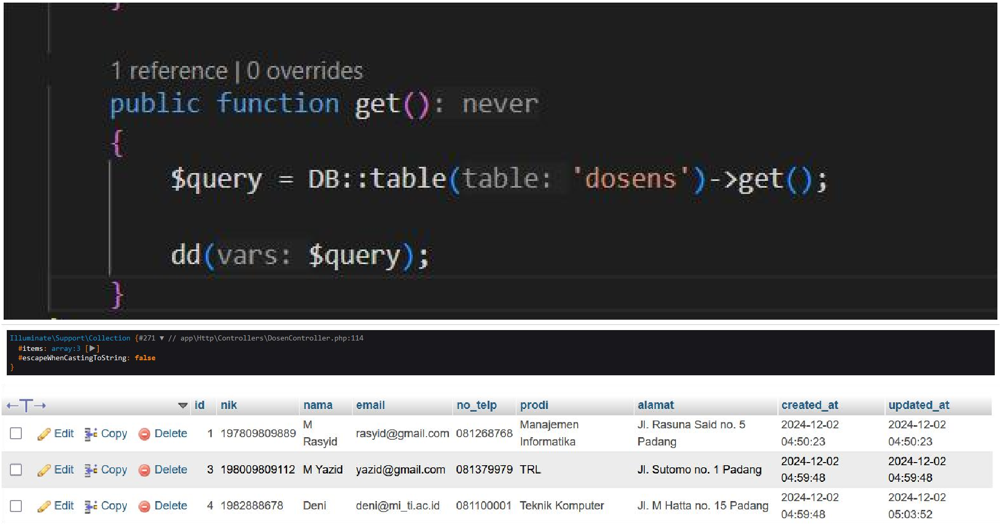 }
1 reference | 0 overrides
public function get(): never
{
$query = DB::table(table: 'dosens')->get();
dd(vars: $query);
}
Illuminate\Support\Collection {#271 ▼ // app\Http\Controllers\DosenController.php:114
#items: array:3 [▶]
#escapeWhenCastingToString: false
}
←T→ ▼ id nik nama email no_telp prodi alamat created_at updated_at
Edit Copy Delete 1 197809809889 M Rasyid rasyid@gmail.com 081268768 Manajemen Informatika Jl. Rasuna Said no. 5 Padang 2024-12-02 04:50:23 2024-12-02 04:50:23
Edit Copy Delete 3 198009809112 M Yazid yazid@gmail.com 081379979 TRL Jl. Sutomo no. 1 Padang 2024-12-02 04:59:48 2024-12-02 04:59:48
Edit Copy Delete 4 1982888678 Deni deni@mi_ti.ac.id 081100001 Teknik Komputer Jl. M Hatta no. 15 Padang 2024-12-02 04:59:48 2024-12-02 05:03:52